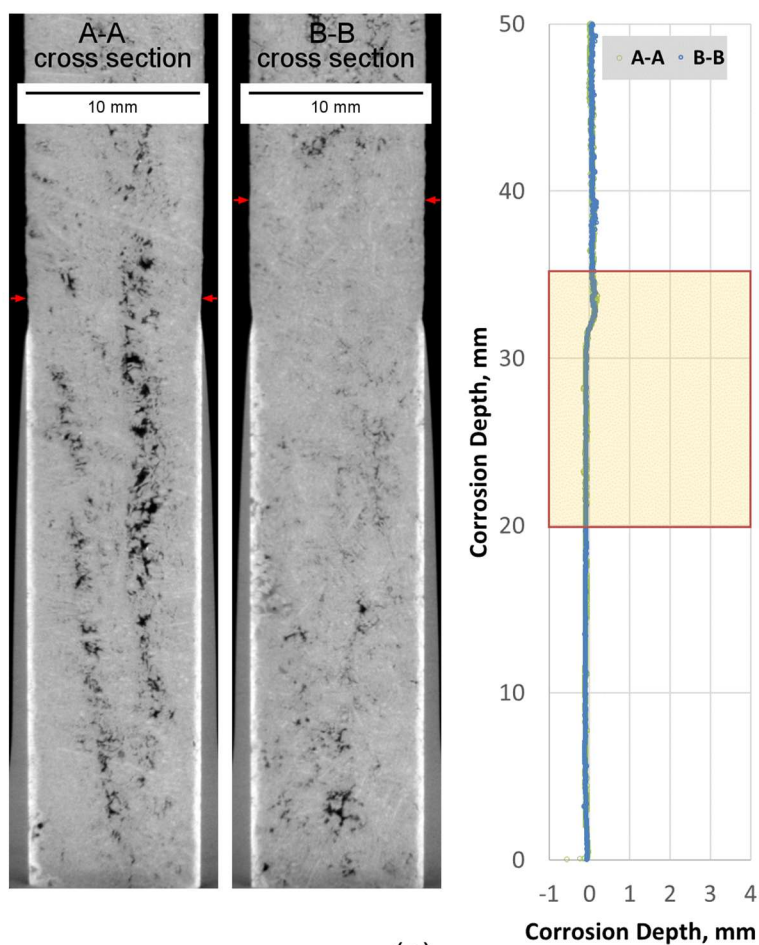 A-A
cross section
10 mm
B-B
cross section
10 mm
A-A B-B
50
40
30
20
10
0
-1 0 1 2 3 4
Corrosion Depth, mm
Corrosion Depth, mm